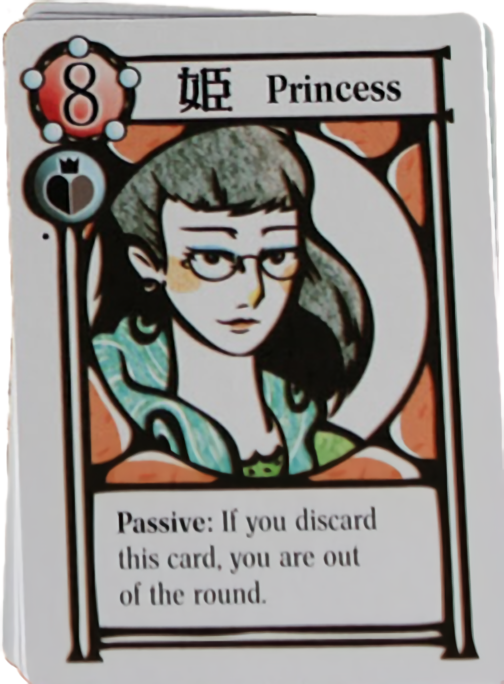 8 姫 Princess
Passive: If you discard
this card, you are out
of the round.